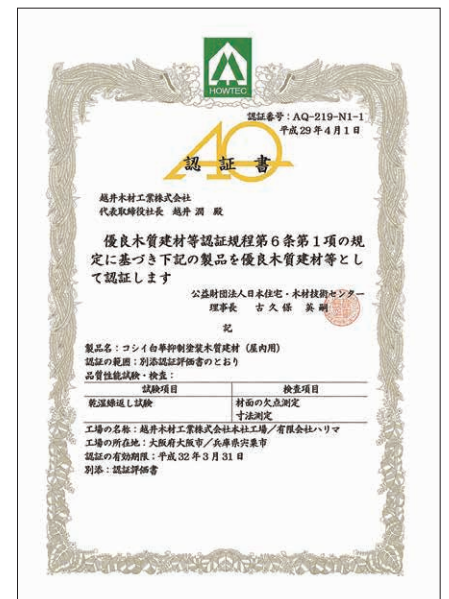 HOWTEC
認証番号：AQ-219-N1-1
平成29年4月1日
AQ
認証書
越井木材工業株式会社
代表取締役社長 越井 潤 殿
優良木質建材等認証規程第6条第1項の規
定に基づき下記の製品を優良木質建材等とし
て認証します
公益財団法人日本住宅・木材技術センター
理事長 古久保 英嗣
記
製品名：コシイ白華抑制塗装木質建材（屋内用）
認証の範囲：別添認証評価書のとおり
品質性能試験・検査：
試験項目 検査項目
乾湿繰返し試験 材面の欠点測定
寸法測定
工場の名称：越井木材工業株式会社本社工場／有限会社ハリマ
工場の所在地：大阪府大阪市／兵庫県宍粟市
認証の有効期限：平成32年3月31日
別添：認証評価書